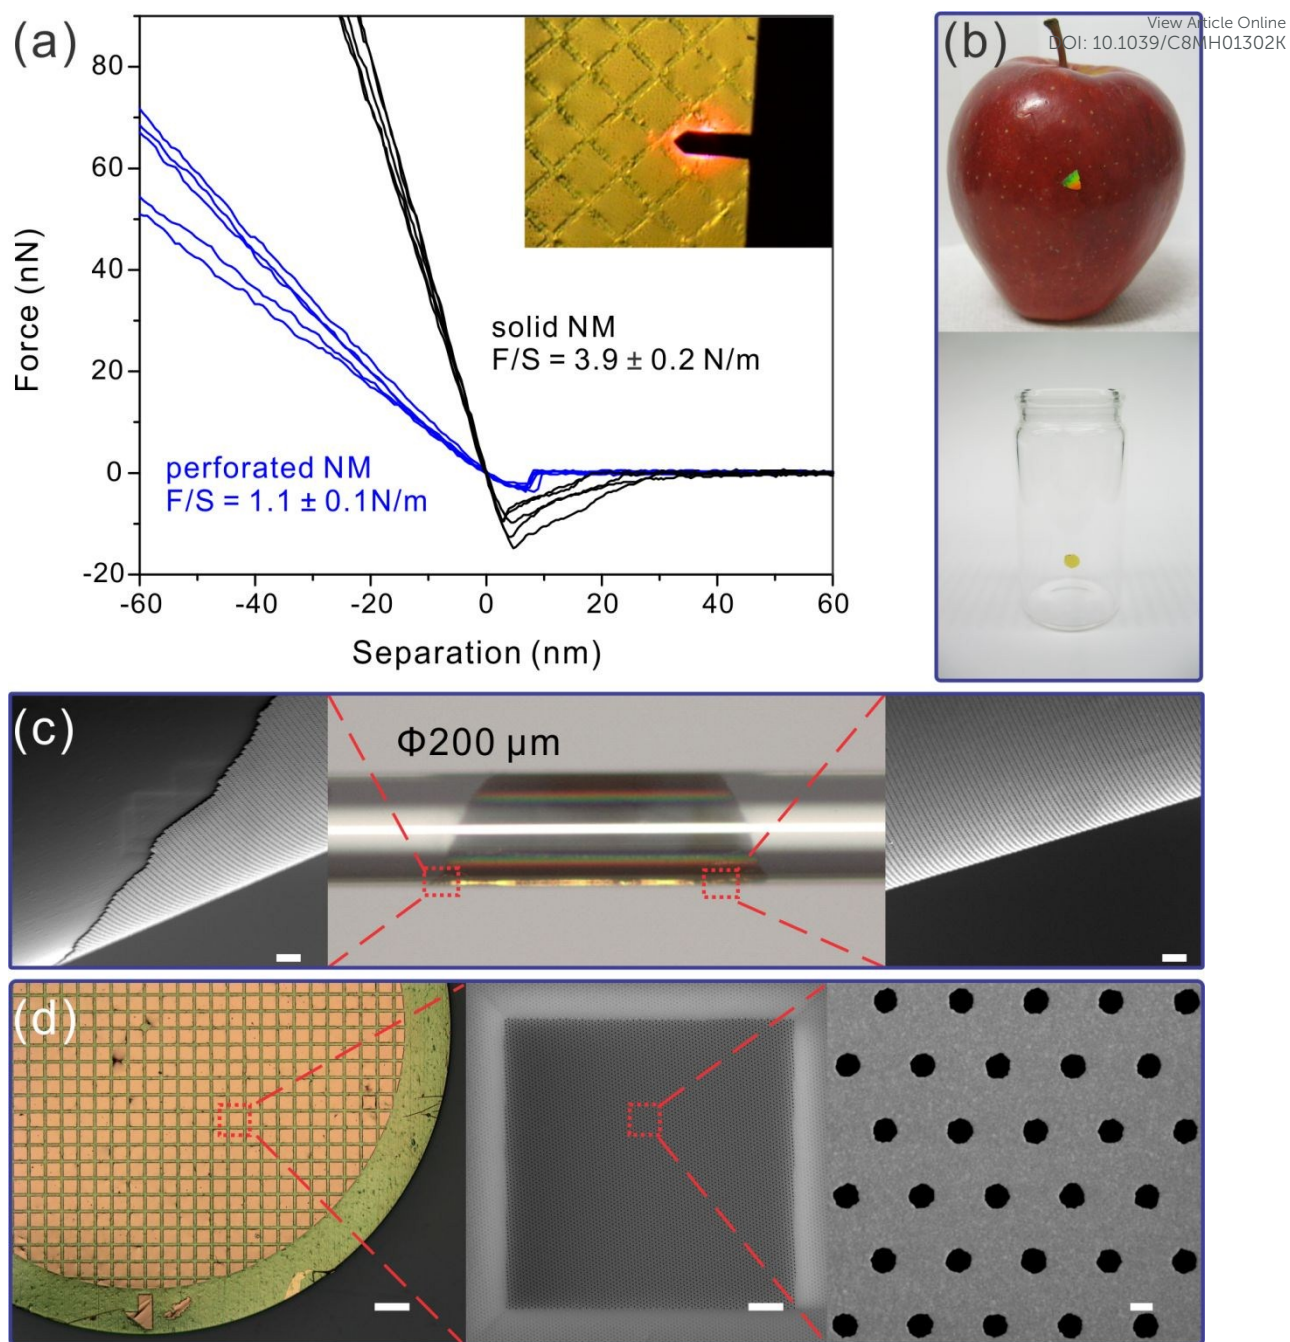 View Article Online
DOI: 10.1039/C8MH01302K
(a)
80
60
40
20
0
-20
Force (nN)
solid NM
F/S = 3.9 ± 0.2 N/m
perforated NM
F/S = 1.1 ± 0.1N/m
-60 -40 -20 0 20 40 60
Separation (nm)
(b)
(c)
Φ200 μm
(d)